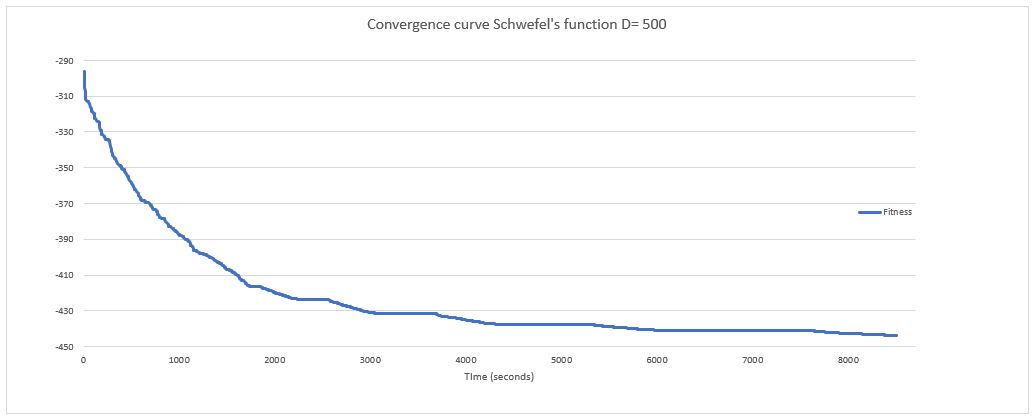 Convergence curve Schwefel's function D= 500
-290
-310
-330
-350
-370
-390
-410
-430
-450
0 1000 2000 3000 4000 5000 6000 7000 8000
TIme (seconds)
Fitness